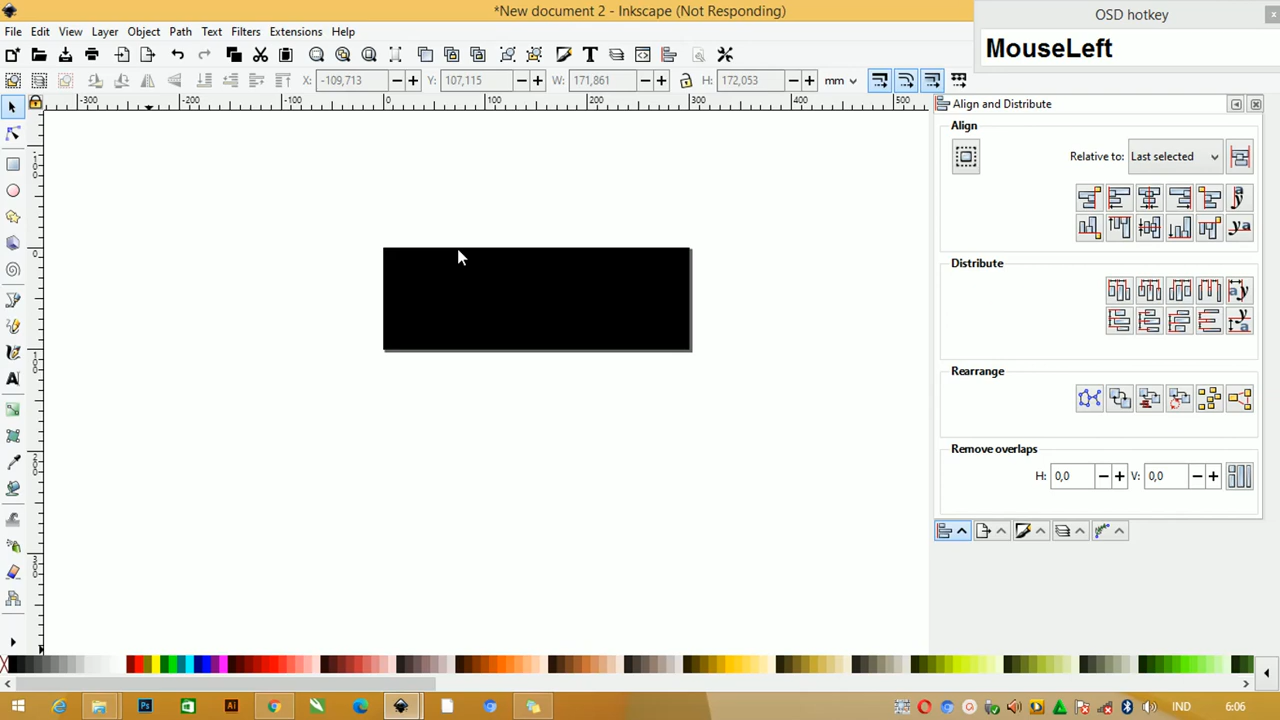 *New document 2 - Inkscape (Not Responding)
OSD hotkey
x
MouseLeft
File Edit View Layer Object Path Text Filters Extensions Help
X: -109,713 Y: 107,115 W: 171,861 H: 172,053 mm
-300 -200 -100 0 100 200 300 400 500
Align and Distribute
Align
Relative to: Last selected
Distribute
Rearrange
Remove overlaps
H: 0,0 V: 0,0
IND 6:06